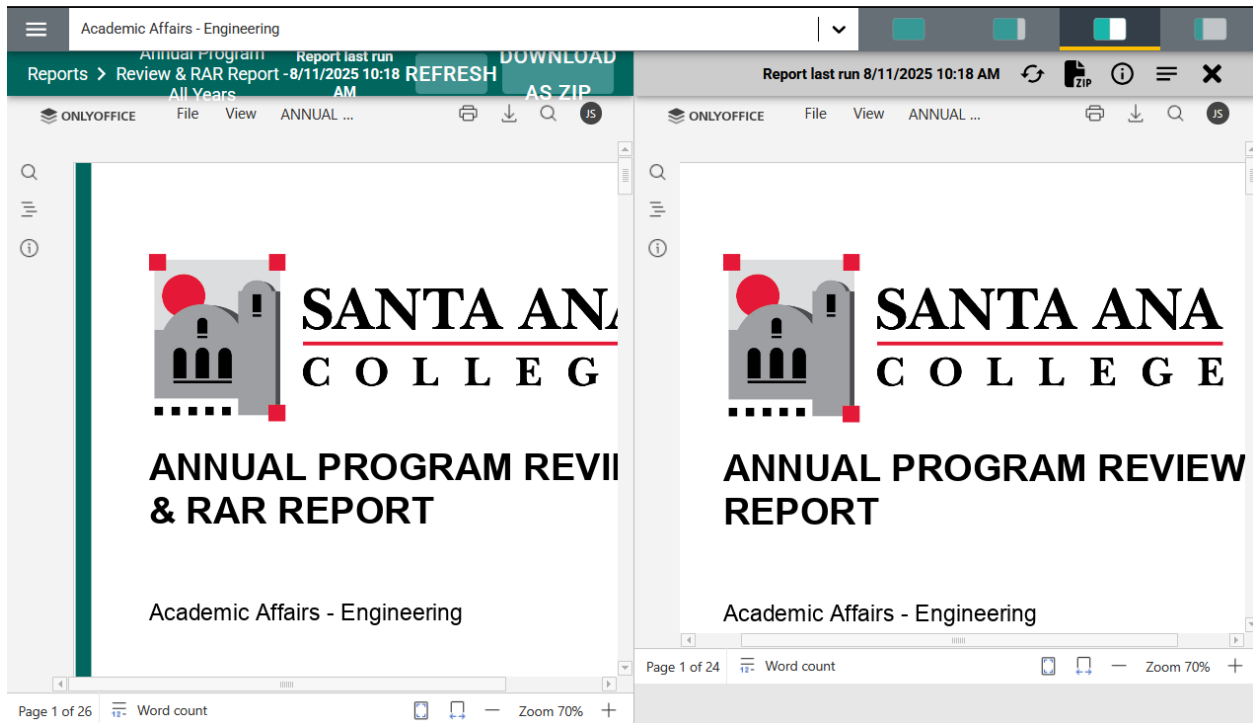 Academic Affairs - Engineering
Reports > Annual Program Review & RAR Report - All Years
Report last run 8/11/2025 10:18 AM
REFRESH
DOWNLOAD AS ZIP
Report last run 8/11/2025 10:18 AM
ZIP
ONLYOFFICE File View ANNUAL ... JS
SANTA ANA
COLLEG
ANNUAL PROGRAM REVI
& RAR REPORT
Academic Affairs - Engineering
Page 1 of 26 Word count Zoom 70%
ONLYOFFICE File View ANNUAL ... JS
SANTA ANA
COLLEGE
ANNUAL PROGRAM REVIEW
REPORT
Academic Affairs - Engineering
Page 1 of 24 Word count Zoom 70%